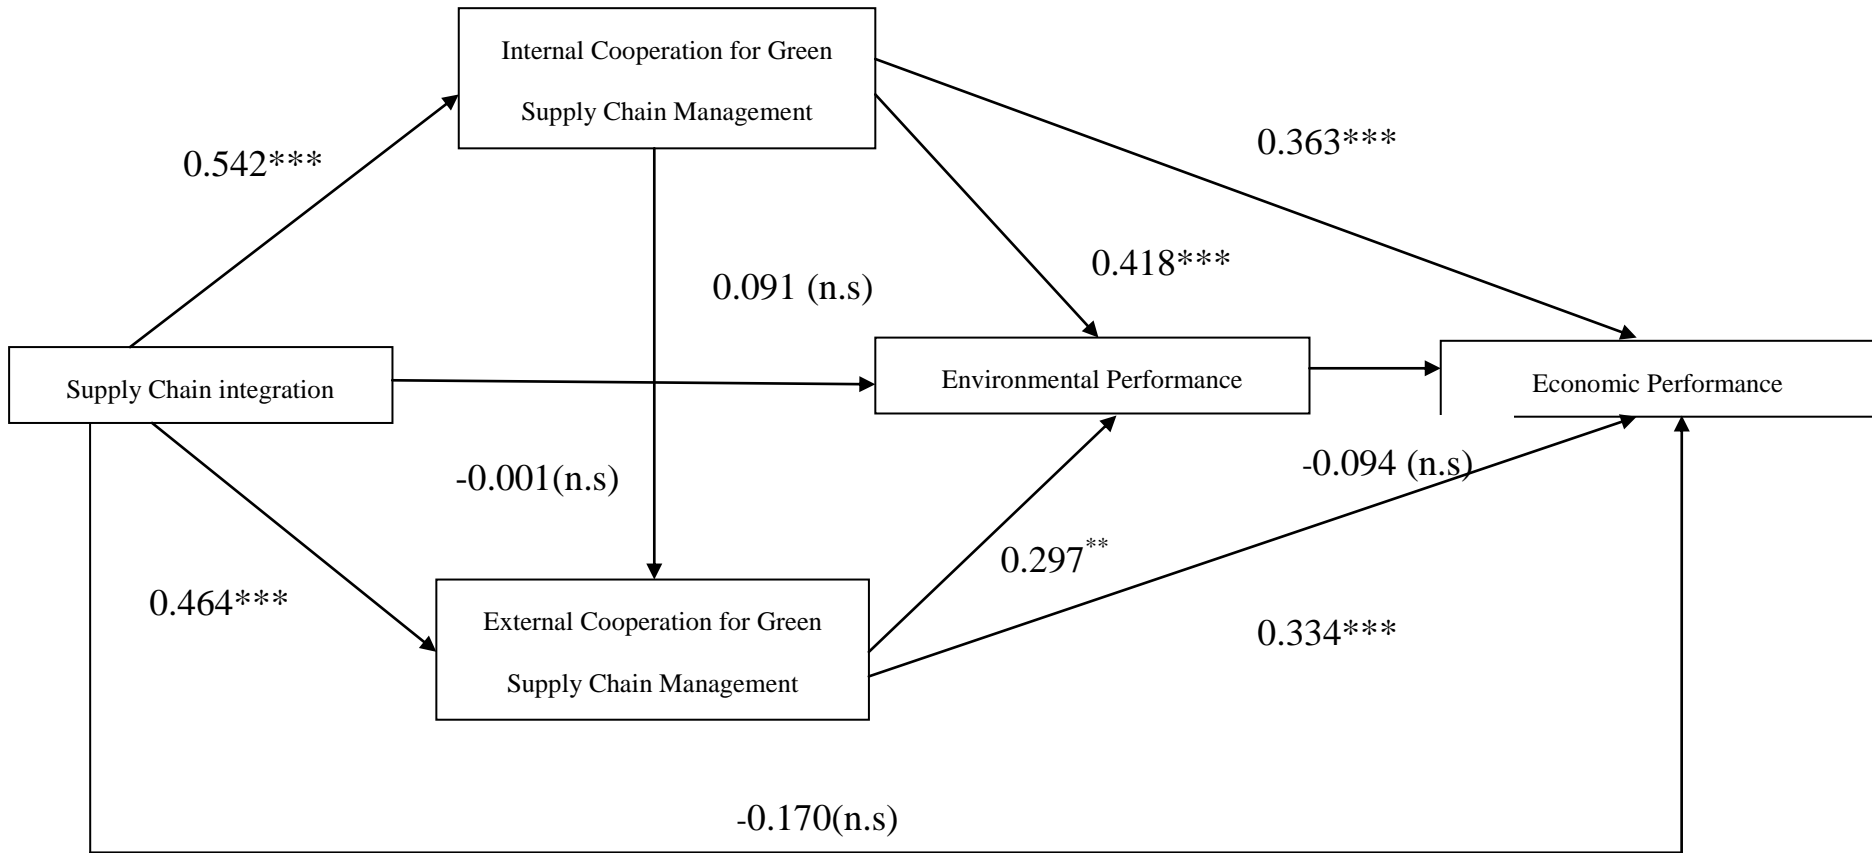 Internal Cooperation for Green
Supply Chain Management
0.542***
0.363***
0.418***
0.091 (n.s)
Supply Chain integration
Environmental Performance
Economic Performance
-0.001(n.s)
-0.094 (n.s)
0.297**
0.464***
External Cooperation for Green
Supply Chain Management
0.334***
-0.170(n.s)